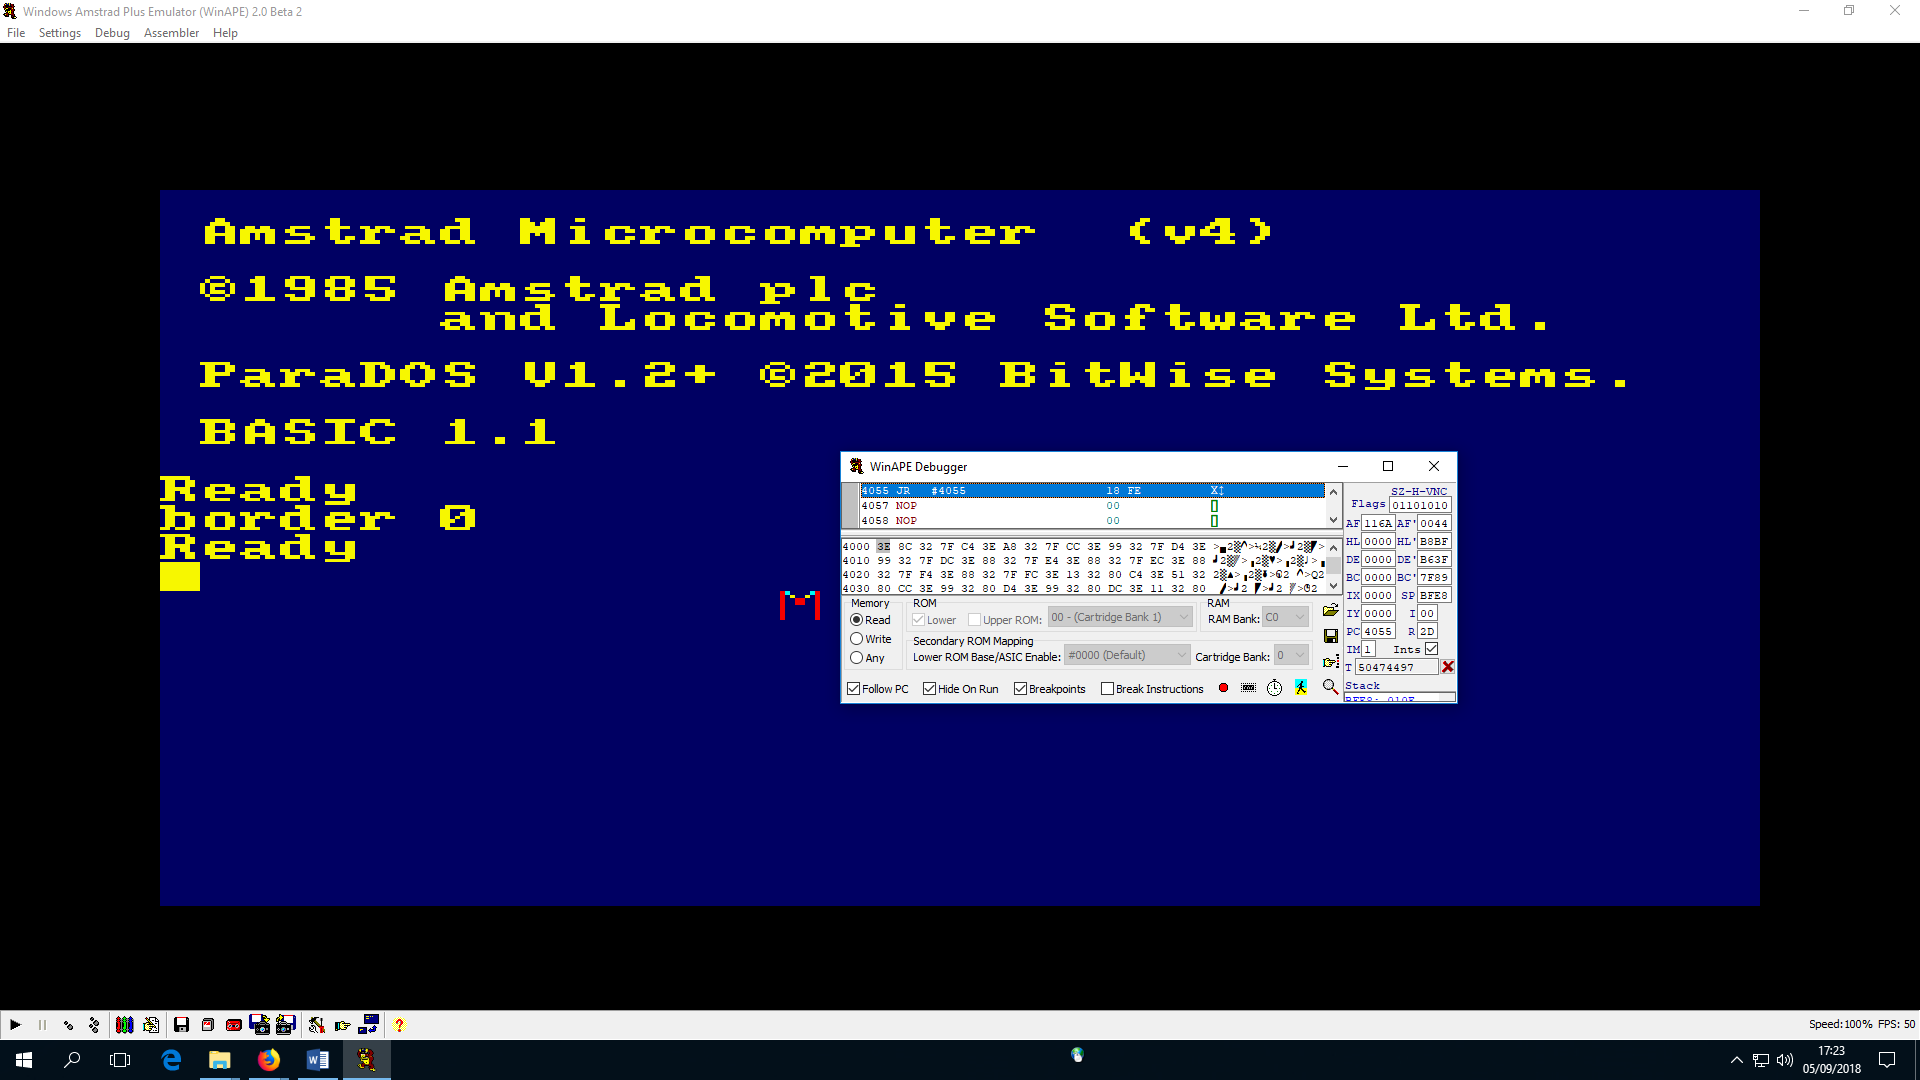 Windows Amstrad Plus Emulator (WinAPE) 2.0 Beta 2
File Settings Debug Assembler Help
Amstrad Microcomputer (v4)
©1985 Amstrad plc
and Locomotive Software Ltd.
ParaDOS V1.2+ ©2015 BitWise Systems.
BASIC 1.1
Ready
border 0
Ready
WinAPE Debugger
4055 JR #4055 18 FE
4057 NOP 00
4058 NOP 00
4000 3E 8C 32 7F C4 3E A8 32 7F CC 3E 99 32 7F D4 3E
4010 99 32 7F DC 3E 88 32 7F E4 3E 88 32 7F EC 3E 88
4020 32 7F F4 3E 88 32 7F FC 3E 13 32 80 C4 3E 51 32
4030 80 CC 3E 99 32 80 D4 3E 99 32 80 DC 3E 11 32 80
SZ-H-VNC
Flags 01101010
AF 116A AF' 0044
HL 0000 HL' B8BF
DE 0000 DE' B63F
BC 0000 BC' 7F89
IX 0000 SP BFE8
IY 0000 I 00
PC 4055 R 2D
IM 1 Ints
T 50474497
Stack
Memory
Read
Write
Any
ROM
Lower Upper ROM: 00 - (Cartridge Bank 1)
RAM
RAM Bank: C0
Secondary ROM Mapping
Lower ROM Base/ASIC Enable: #0000 (Default) Cartridge Bank: 0
Follow PC Hide On Run Breakpoints Break Instructions
Speed:100% FPS: 50
17:23
05/09/2018